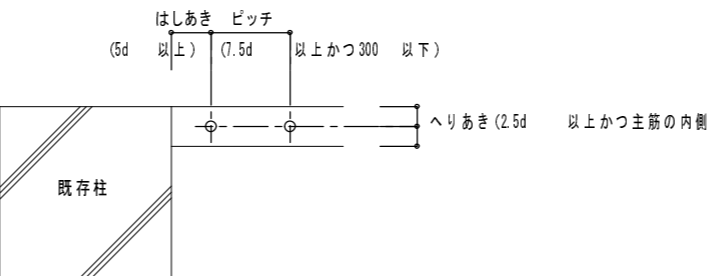 はしあき ピッチ
(5d 以上) (7.5d 以上かつ300 以下)
へりあき(2.5d 以上かつ主筋の内側
既存柱